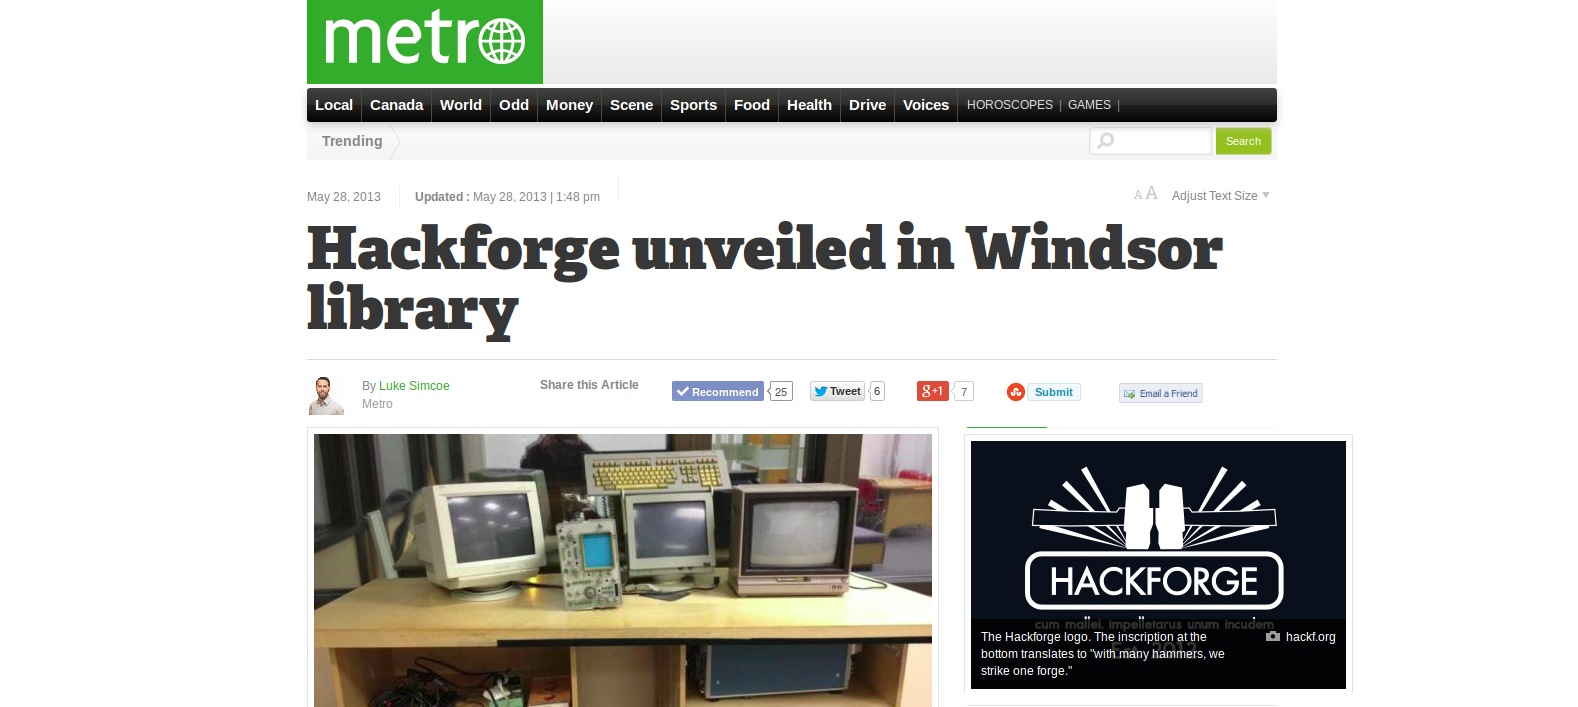 metro
Local Canada World Odd Money Scene Sports Food Health Drive Voices HOROSCOPES | GAMES |
Trending
Search
May 28, 2013 Updated : May 28, 2013 | 1:48 pm
A A Adjust Text Size
Hackforge unveiled in Windsor
library
By Luke Simcoe
Metro
Share this Article
Recommend 25
Tweet 6
g+1 7
Submit
Email a Friend
HACKFORGE
cum mallei, impelletarus unum incudem
Est. 2013
The Hackforge logo. The inscription at the
bottom translates to "with many hammers, we
strike one forge."
hackf.org